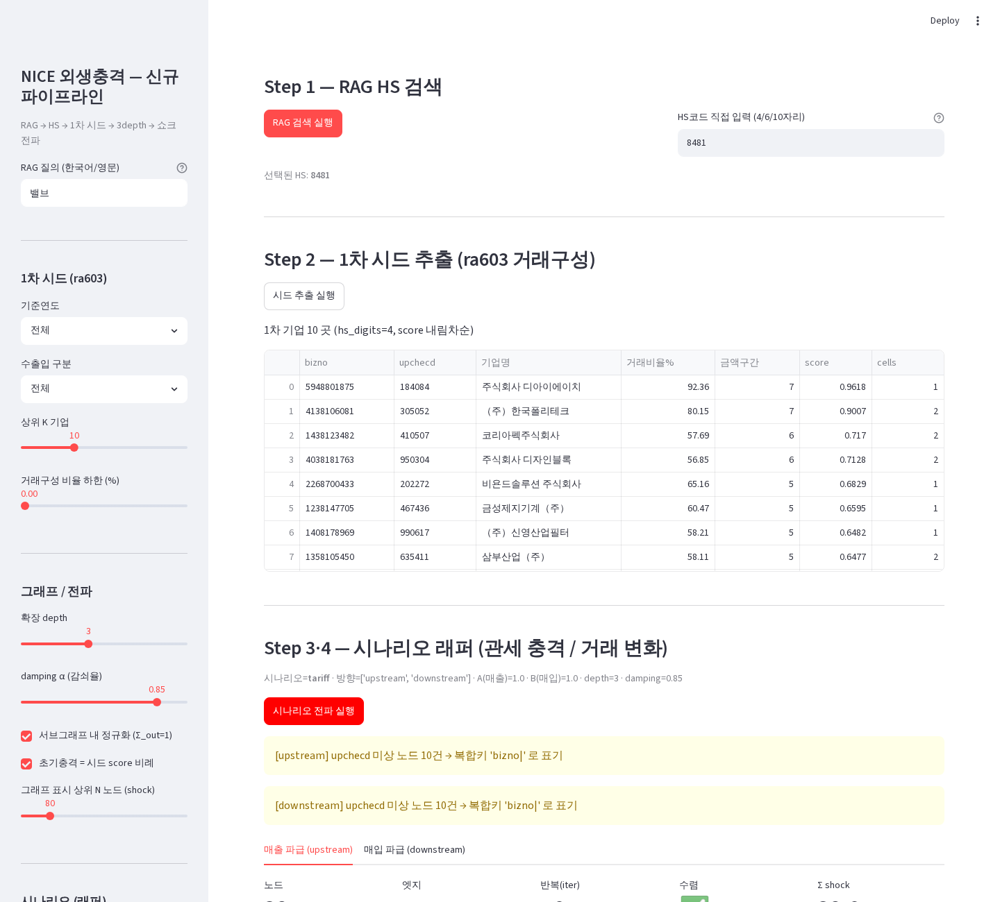 Deploy
NICE 외생충격 — 신규
파이프라인
RAG → HS → 1차 시드 → 3depth → 쇼크
전파
RAG 질의 (한국어/영문)
밸브
1차 시드 (ra603)
기준연도
전체
수출입 구분
전체
상위 K 기업
10
거래구성 비율 하한 (%)
0.00
그래프 / 전파
확장 depth
3
damping α (감쇠율)
0.85
서브그래프 내 정규화 (Σ_out=1)
초기충격 = 시드 score 비례
그래프 표시 상위 N 노드 (shock)
80
시나리오 (래퍼)
Step 1 — RAG HS 검색
RAG 검색 실행
HS코드 직접 입력 (4/6/10자리)
8481
선택된 HS: 8481
Step 2 — 1차 시드 추출 (ra603 거래구성)
시드 추출 실행
1차 기업 10 곳 (hs_digits=4, score 내림차순)
bizno upchecd 기업명 거래비율% 금액구간 score cells
0 5948801875 184084 주식회사 디아이에이치 92.36 7 0.9618 1
1 4138106081 305052 （주）한국폴리테크 80.15 7 0.9007 2
2 1438123482 410507 코리아펙주식회사 57.69 6 0.717 2
3 4038181763 950304 주식회사 디자인블록 56.85 6 0.7128 2
4 2268700433 202272 비욘드솔루션 주식회사 65.16 5 0.6829 1
5 1238147705 467436 금성제지기계（주） 60.47 5 0.6595 1
6 1408178969 990617 （주）신영산업필터 58.21 5 0.6482 1
7 1358105450 635411 삼부산업（주） 58.11 5 0.6477 2
Step 3·4 — 시나리오 래퍼 (관세 충격 / 거래 변화)
시나리오=tariff · 방향=['upstream', 'downstream'] · A(매출)=1.0 · B(매입)=1.0 · depth=3 · damping=0.85
시나리오 전파 실행
[upstream] upchecd 미상 노드 10건 → 복합키 'bizno|' 로 표기
[downstream] upchecd 미상 노드 10건 → 복합키 'bizno|' 로 표기
매출 파급 (upstream) 매입 파급 (downstream)
노드 엣지 반복(iter) 수렴 Σ shock